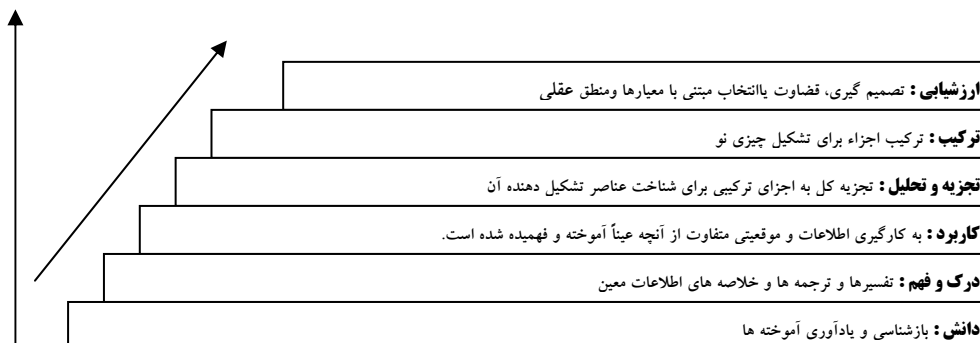 ارزشیابی : تصمیم گیری، قضاوت یاانتخاب مبتنی با معیارها ومنطق عقلی
ترکیب : ترکیب اجزاء برای تشکیل چیزی نو
تجزیه و تحلیل : تجزیه کل به اجزای ترکیبی برای شناخت عناصر تشکیل دهنده آن
کاربرد : به کارگیری اطلاعات و موقعیتی متفاوت از آنچه عیناً آموخته و فهمیده شده است.
درک و فهم : تفسیرها و ترجمه ها و خلاصه های اطلاعات معین
دانش : بازشناسی و یادآوری آموخته ها